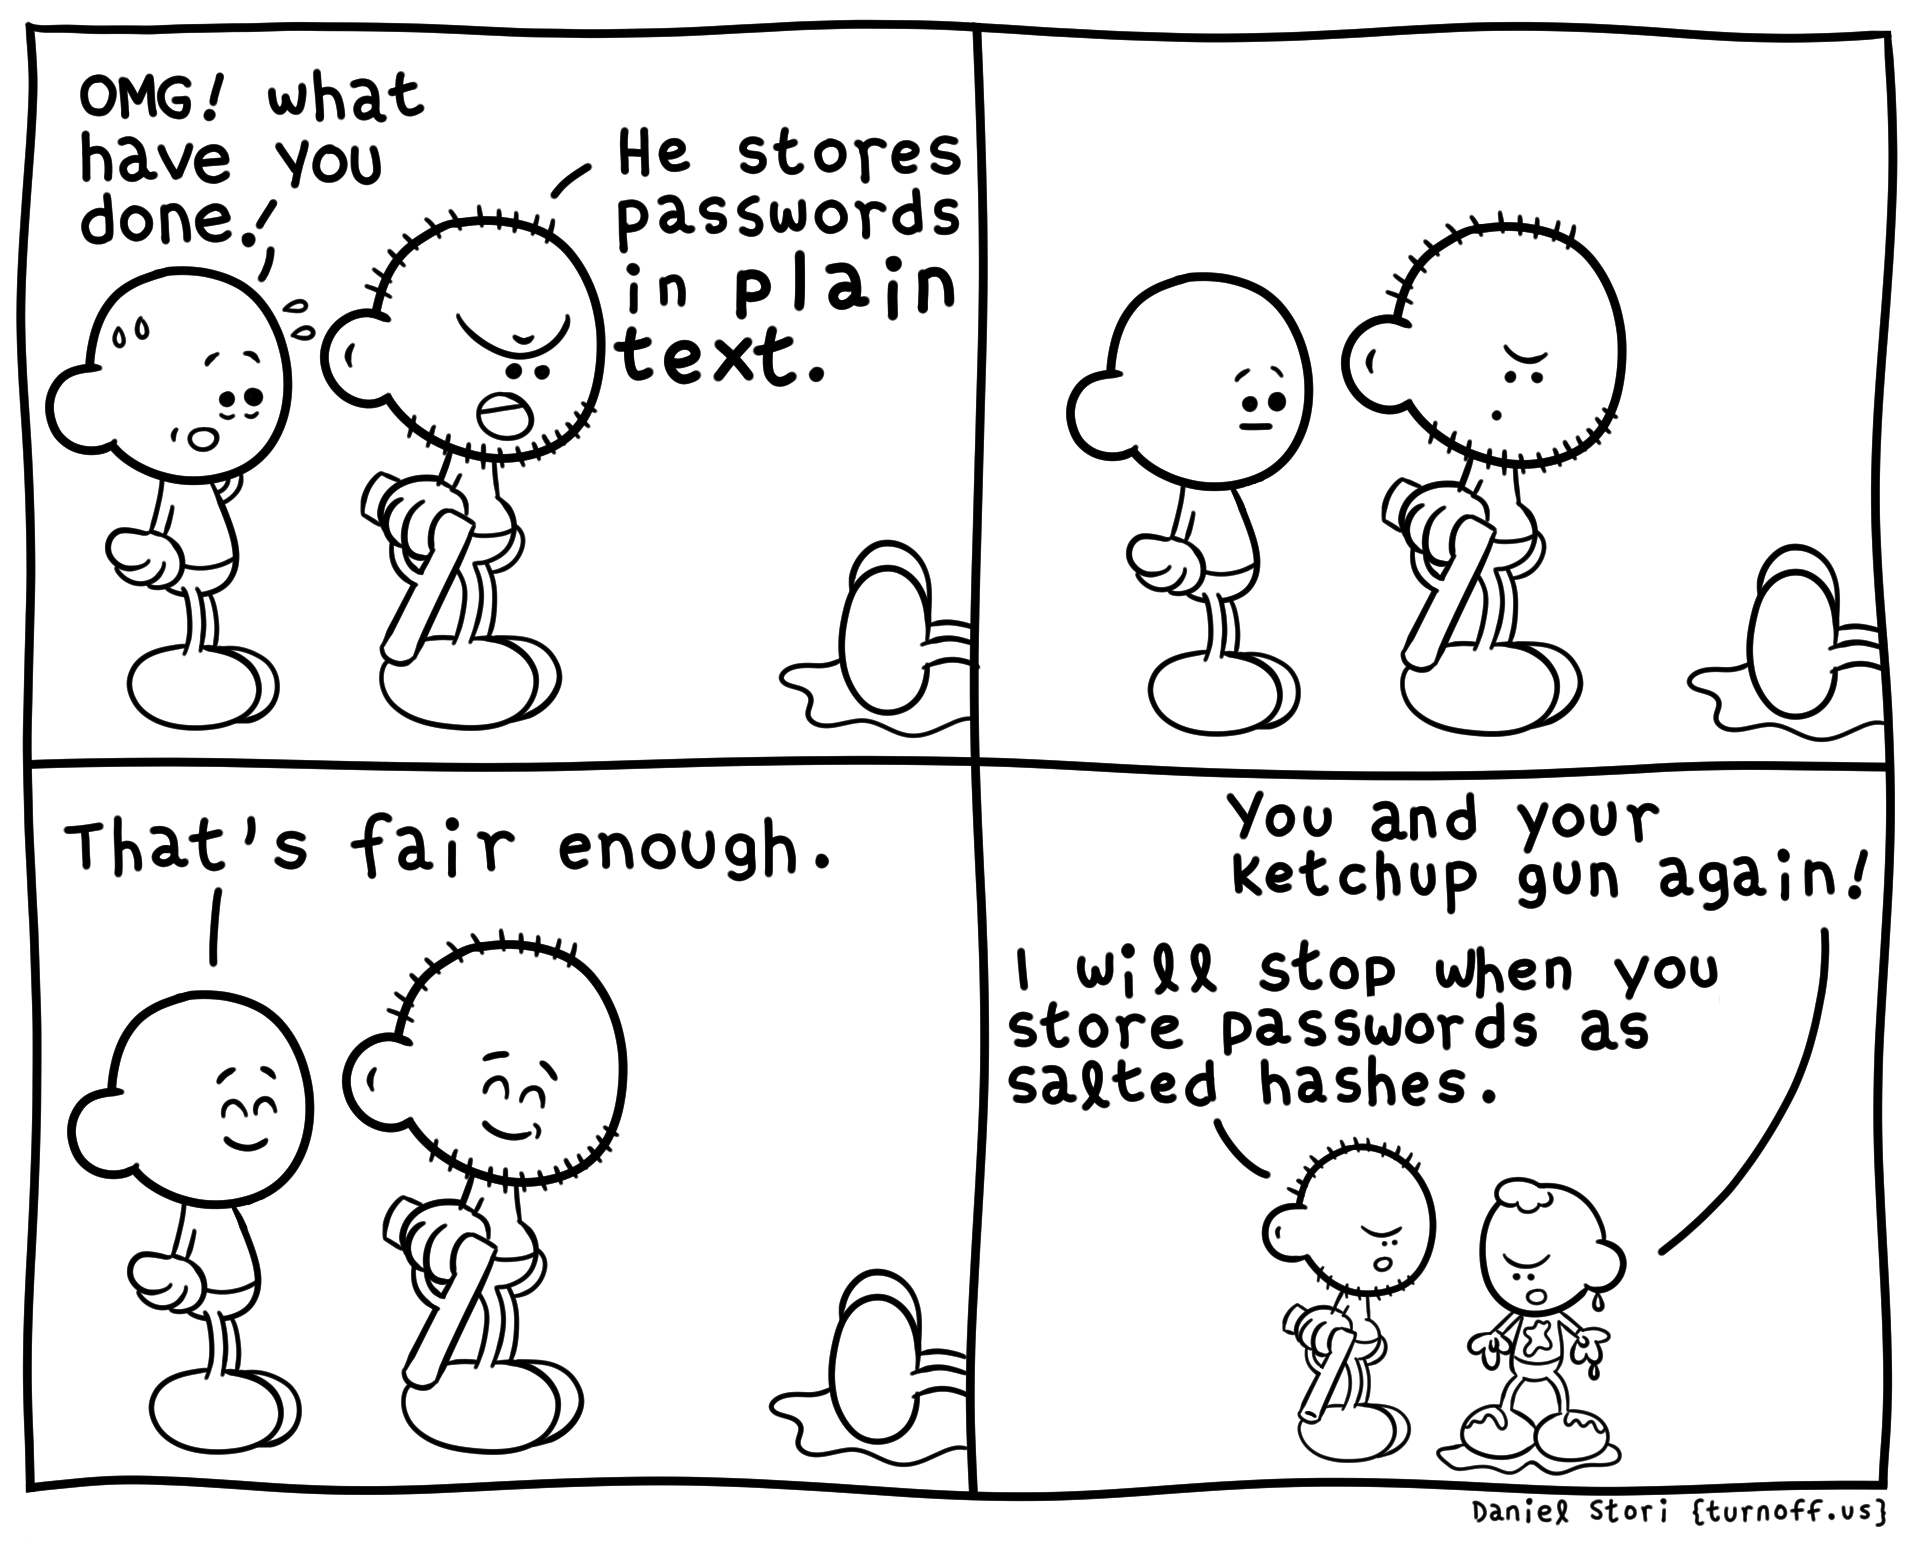 OMG! what
have you
done.
He stores
passwords
in plain
text.
That's fair enough.
You and your
ketchup gun again!
I will stop when you
store passwords as
salted hashes.
Daniel Stori {turnoff.us}